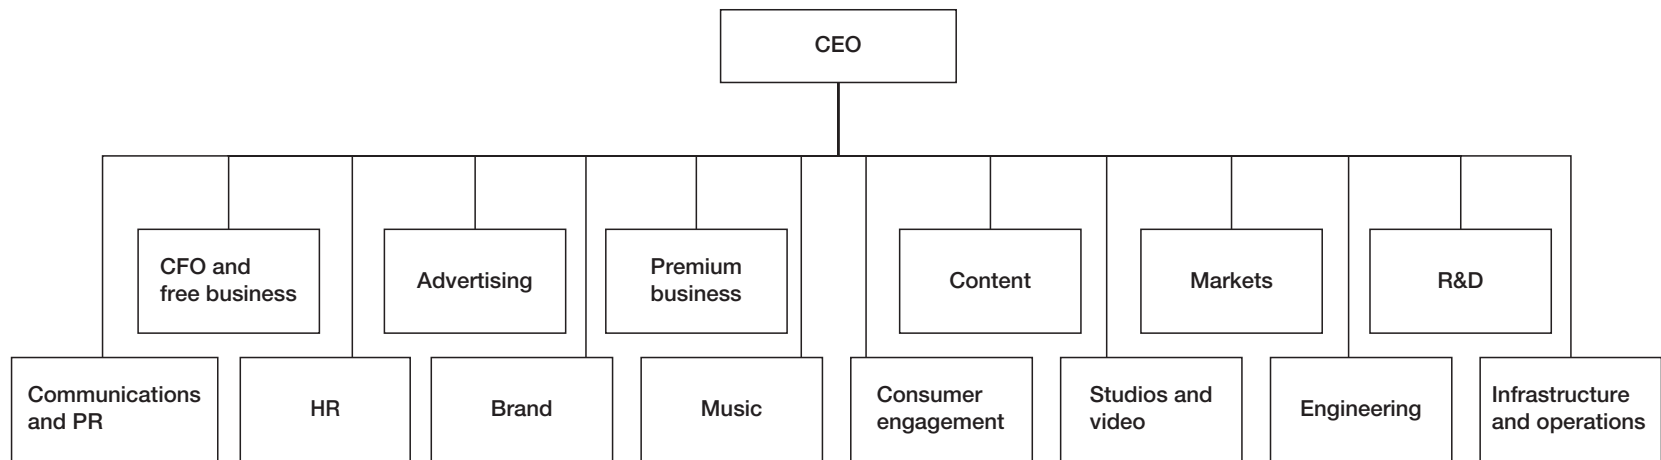 CEO
CFO and
free business
Advertising
Premium
business
Content
Markets
R&D
Communications
and PR
HR
Brand
Music
Consumer
engagement
Studios and
video
Engineering
Infrastructure
and operations